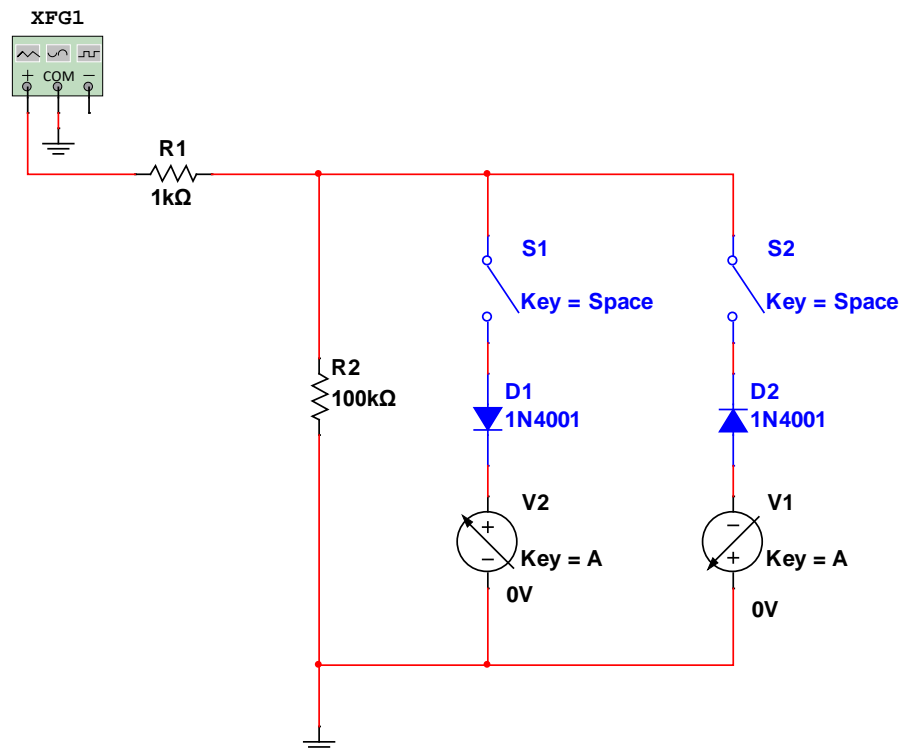 XFG1
+ COM −
R1
1kΩ
S1
Key = Space
S2
Key = Space
R2
100kΩ
D1
1N4001
D2
1N4001
V2
+
−
Key = A
0V
V1
−
+
Key = A
0V